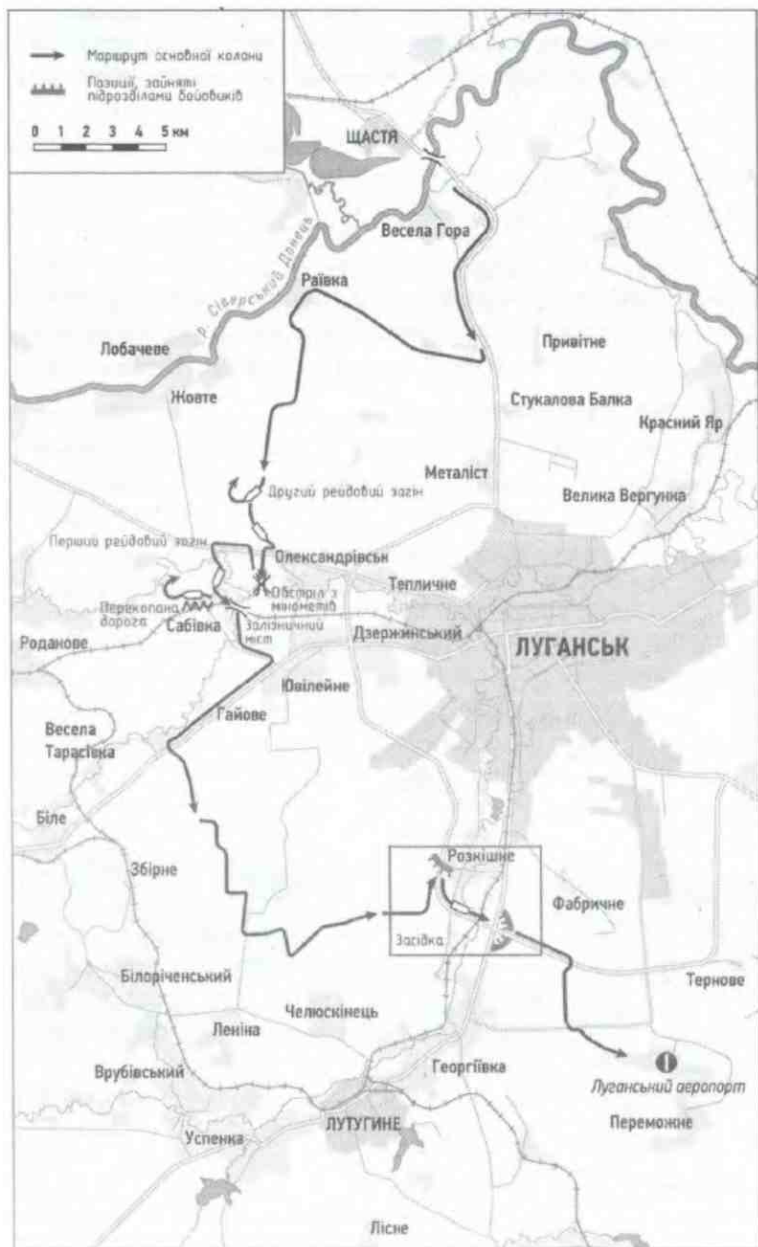 Маршрут основної колони
Позиції, зайняті
підрозділами бойовиків
0 1 2 3 4 5 км
ЩАСТЯ
Весела Гора
р. Сіверський Донець
Раївка
Привітне
Лобачеве
Жовте
Стукалова Балка
Красний Яр
Металіст
Другий рейдовий загін
Велика Вергунка
Перший рейдовий загін
Олександрівськ
Тепличне
Обстріл з
мінометів
Перекопана
дорога
Сабівка
Залізничний
міст
Дзержинський
Роданове
ЛУГАНСЬК
Ювілейне
Гайове
Весела
Тарасівка
Біле
Збірне
Розкішне
Фабричне
Засідка
Білоріченський
Тернове
Челюскінець
Леніна
Врубівський
Георгіївка
Луганський аеропорт
ЛУТУГИНЕ
Переможне
Успенка
Лісне